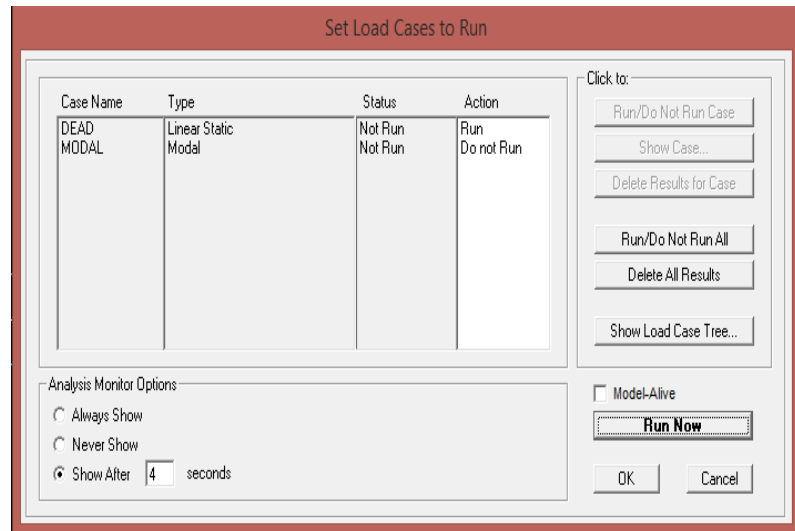 Set Load Cases to Run
Click to:
Case Name Type Status Action
DEAD Linear Static Not Run Run
MODAL Modal Not Run Do not Run
Run/Do Not Run Case
Show Case...
Delete Results for Case
Run/Do Not Run All
Delete All Results
Show Load Case Tree...
Analysis Monitor Options
Always Show
Never Show
Show After 4 seconds
Model-Alive
Run Now
OK Cancel